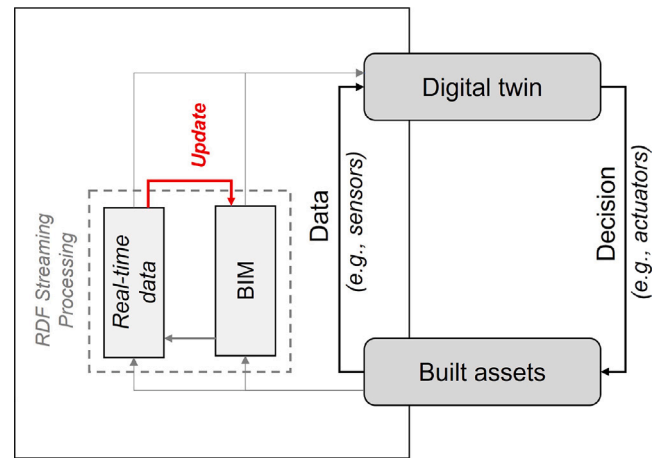 Digital twin
Update
RDF Streaming
Processing
Real-time
data
BIM
Data
(e.g., sensors)
Decision
(e.g., actuators)
Built assets